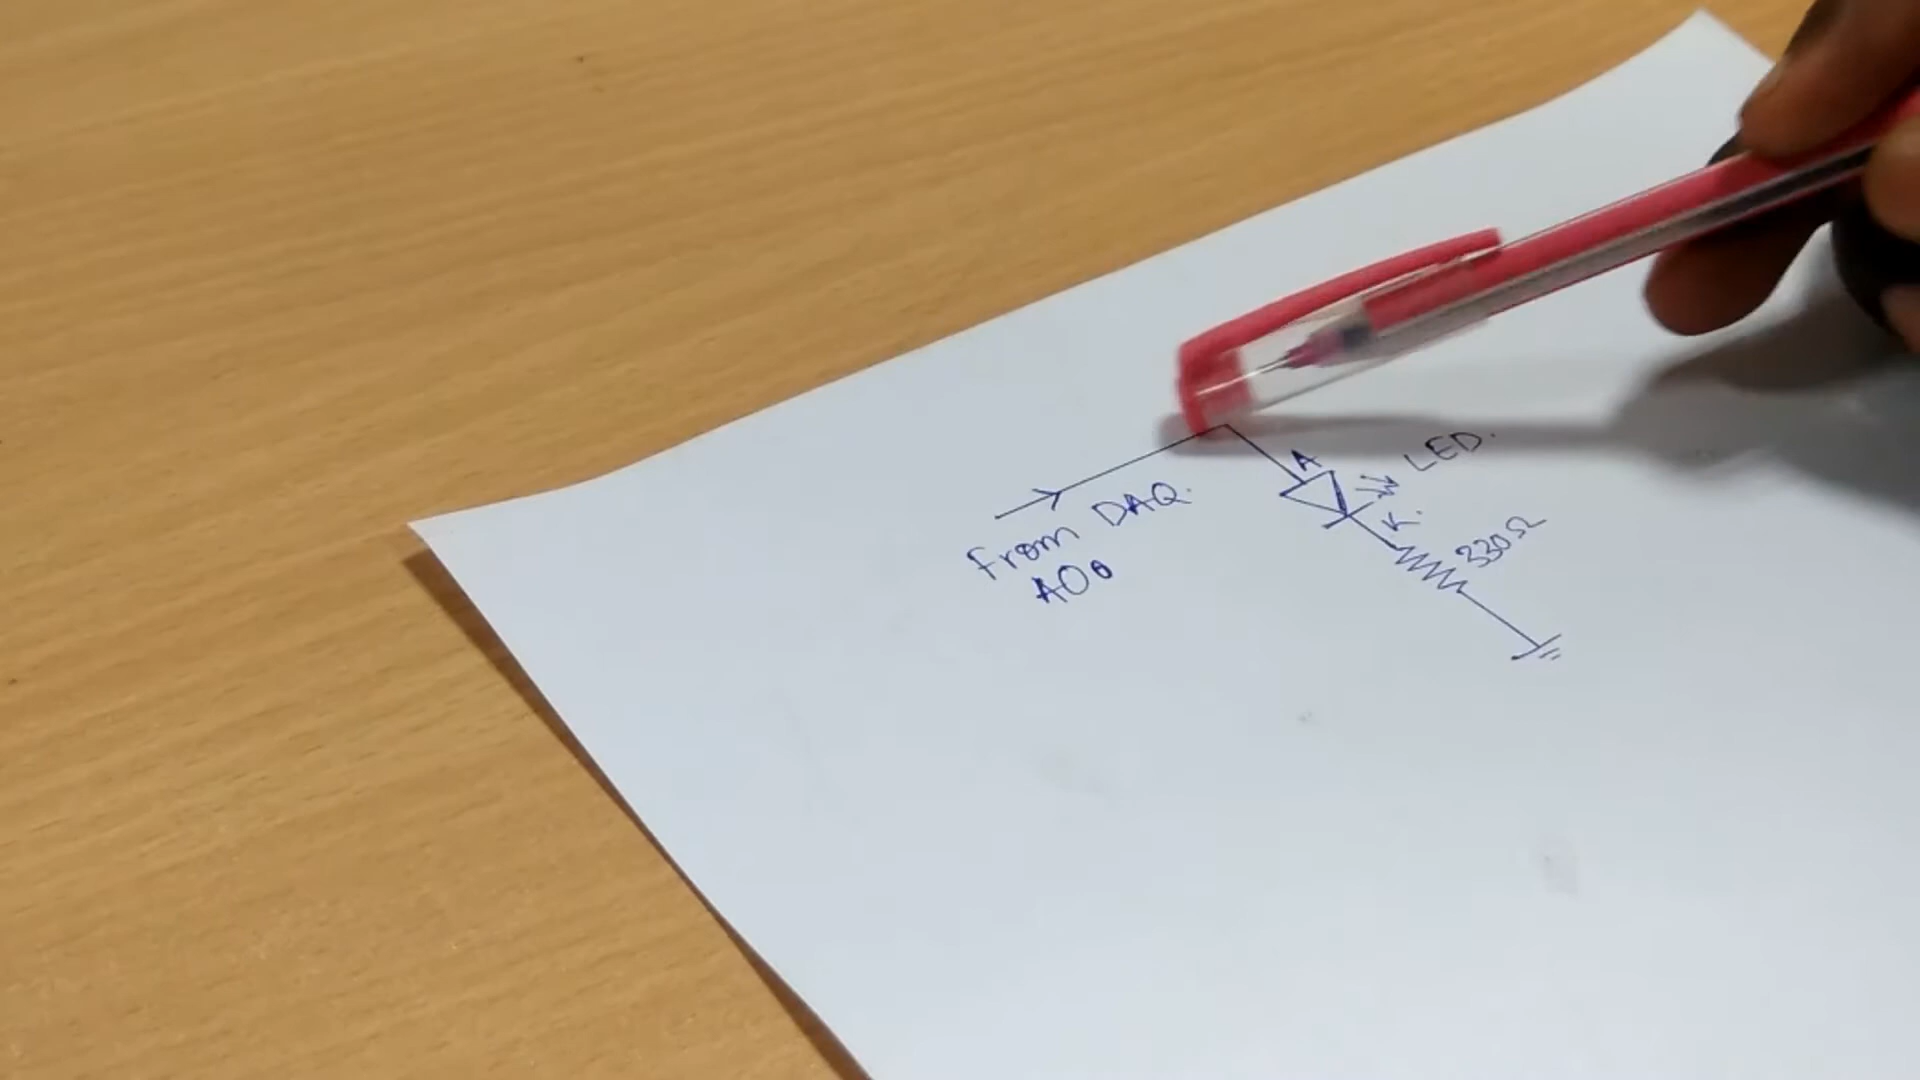 From DAQ.
AO0
A
LED.
K.
330Ω